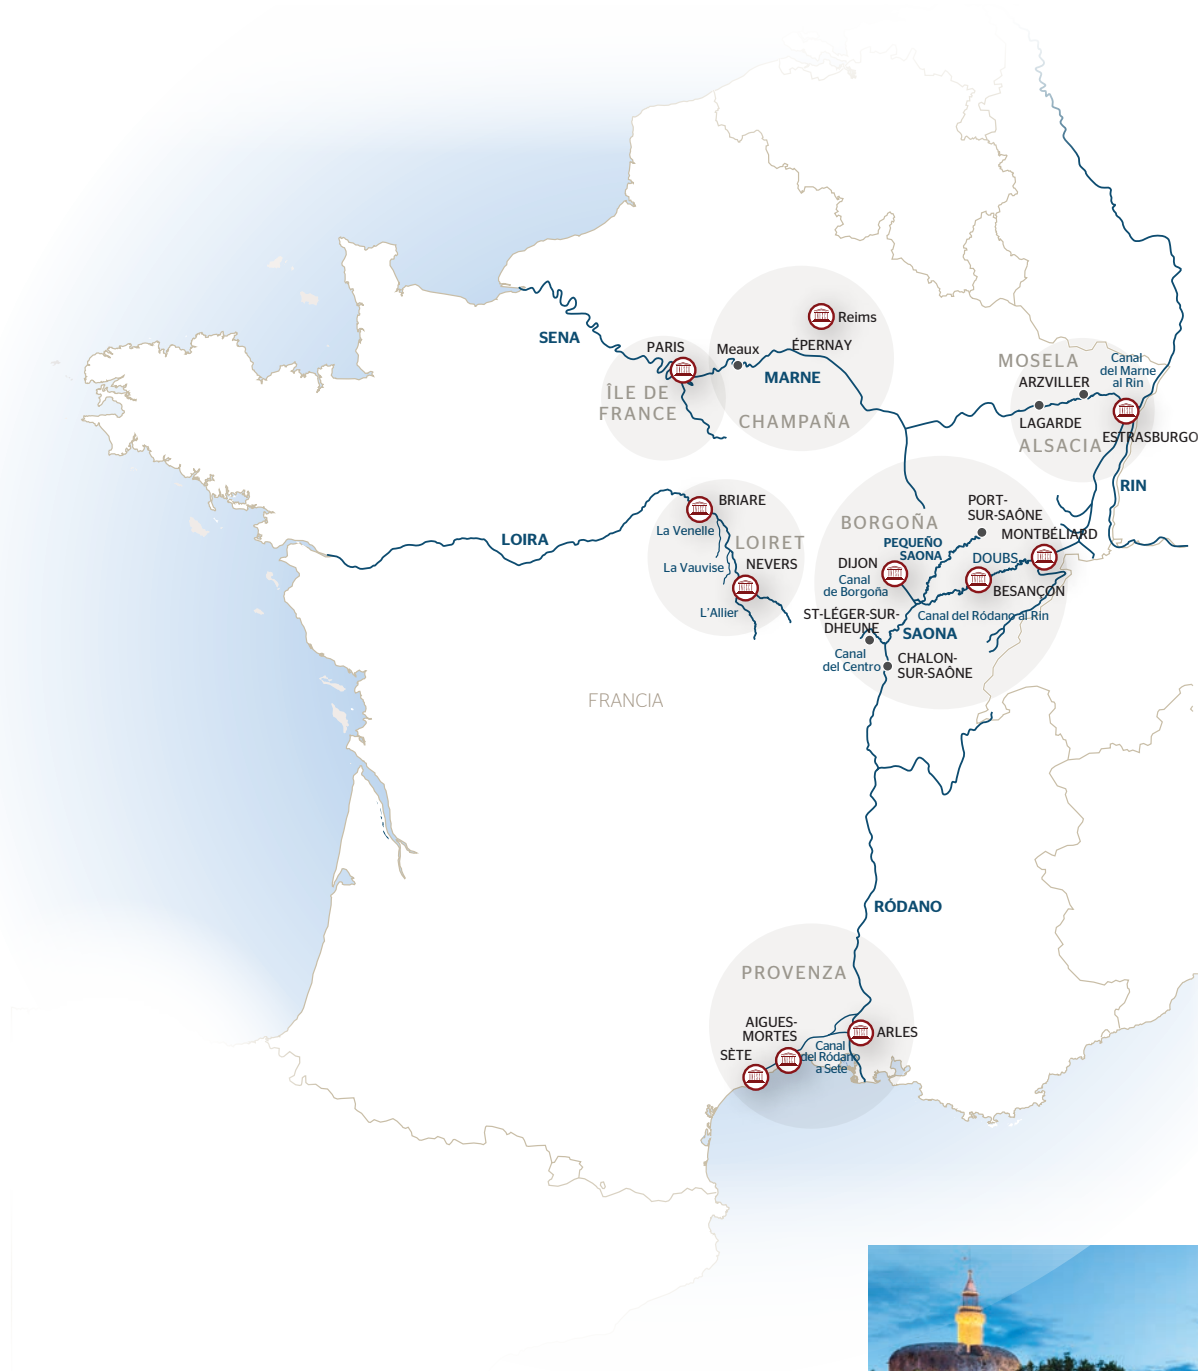 SENA
PARIS
Meaux
Reims
ÉPERNAY
MARNE
ÎLE DE
FRANCE
CHAMPAÑA
MOSELA
Canal
del Marne
al Rin
ARZVILLER
LAGARDE
ALSACIA
ESTRASBURGO
RIN
BRIARE
La Venelle
LOIRET
LOIRA
La Vauvise
NEVERS
L'Allier
BORGOÑA
PORT-
SUR-SAÔNE
PEQUEÑO
SAONA
MONTBÉLIARD
DOUBS
DIJON
Canal
de Borgoña
BESANÇON
ST-LÉGER-SUR-
DHEUNE
Canal del Ródano al Rin
SAONA
Canal
del Centro
CHALON-
SUR-SAÔNE
FRANCIA
RÓDANO
PROVENZA
AIGUES-
MORTES
ARLES
SÈTE
Canal
del Ródano
a Sete